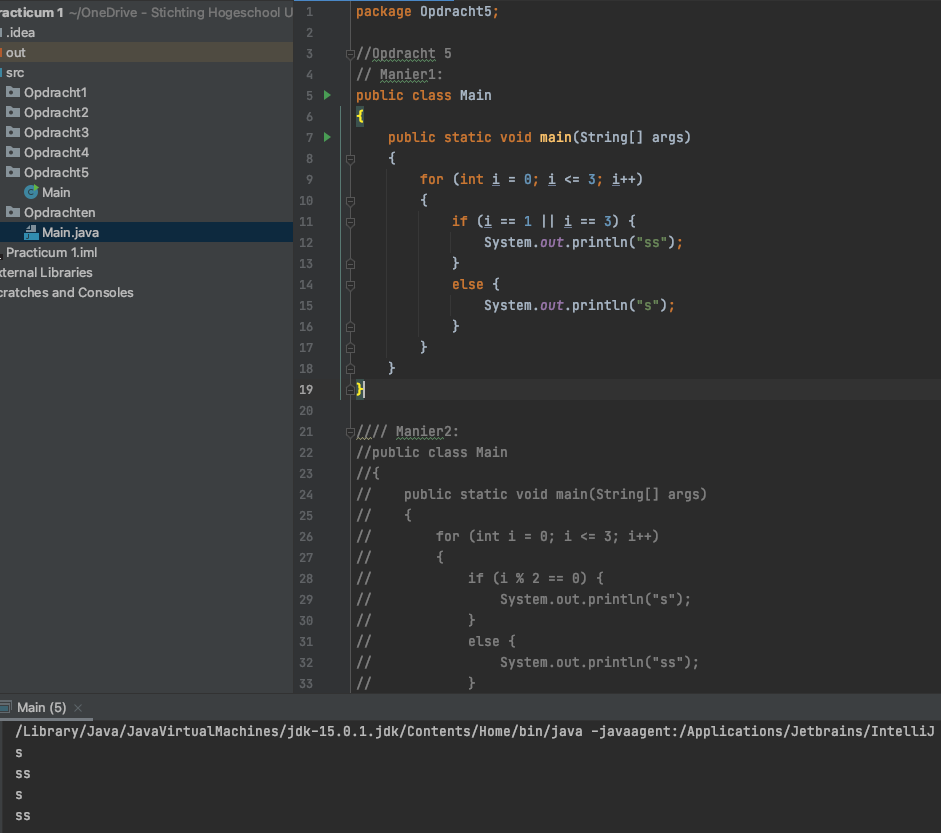 racticum 1 ~/OneDrive – Stichting Hogeschool U
.idea
out
src
Opdracht1
Opdracht2
Opdracht3
Opdracht4
Opdracht5
Main
Opdrachten
Main.java
Practicum 1.iml
xternal Libraries
cratches and Consoles
1 package Opdracht5;
2
3 //Opdracht 5
4 // Manier1:
5 public class Main
6 {
7 public static void main(String[] args)
8 {
9 for (int i = 0; i <= 3; i++)
10 {
11 if (i == 1 || i == 3) {
12 System.out.println("ss");
13 }
14 else {
15 System.out.println("s");
16 }
17 }
18 }
19 }
20
21 //// Manier2:
22 //public class Main
23 //{
24 // public static void main(String[] args)
25 // {
26 // for (int i = 0; i <= 3; i++)
27 // {
28 // if (i % 2 == 0) {
29 // System.out.println("s");
30 // }
31 // else {
32 // System.out.println("ss");
33 // }
Main (5) ×
/Library/Java/JavaVirtualMachines/jdk-15.0.1.jdk/Contents/Home/bin/java -javaagent:/Applications/Jetbrains/IntelliJ
s
ss
s
ss